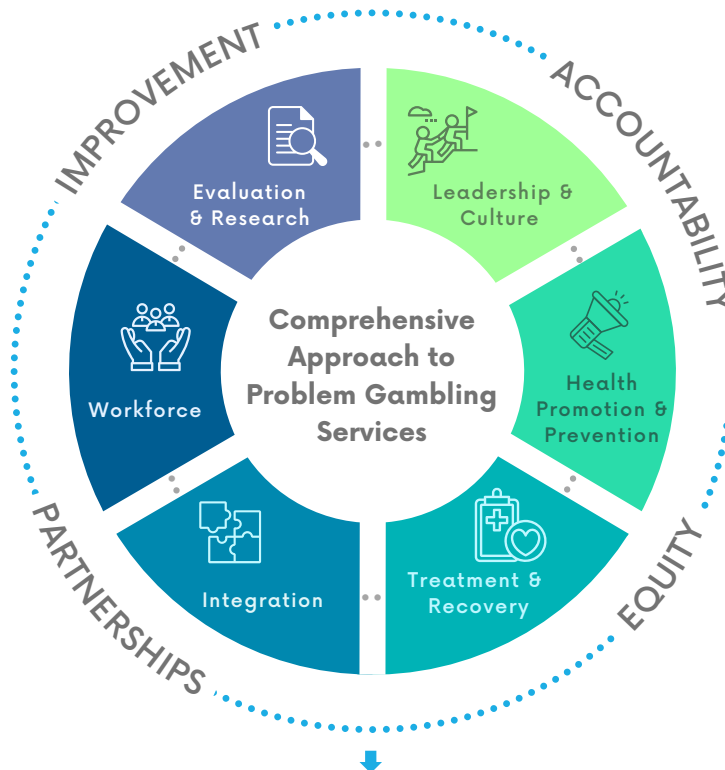 IMPROVEMENT
ACCOUNTABILITY
Evaluation
& Research
Leadership &
Culture
Comprehensive
Approach to
Problem Gambling
Services
Workforce
Health
Promotion &
Prevention
Integration
Treatment &
Recovery
PARTNERSHIPS
EQUITY